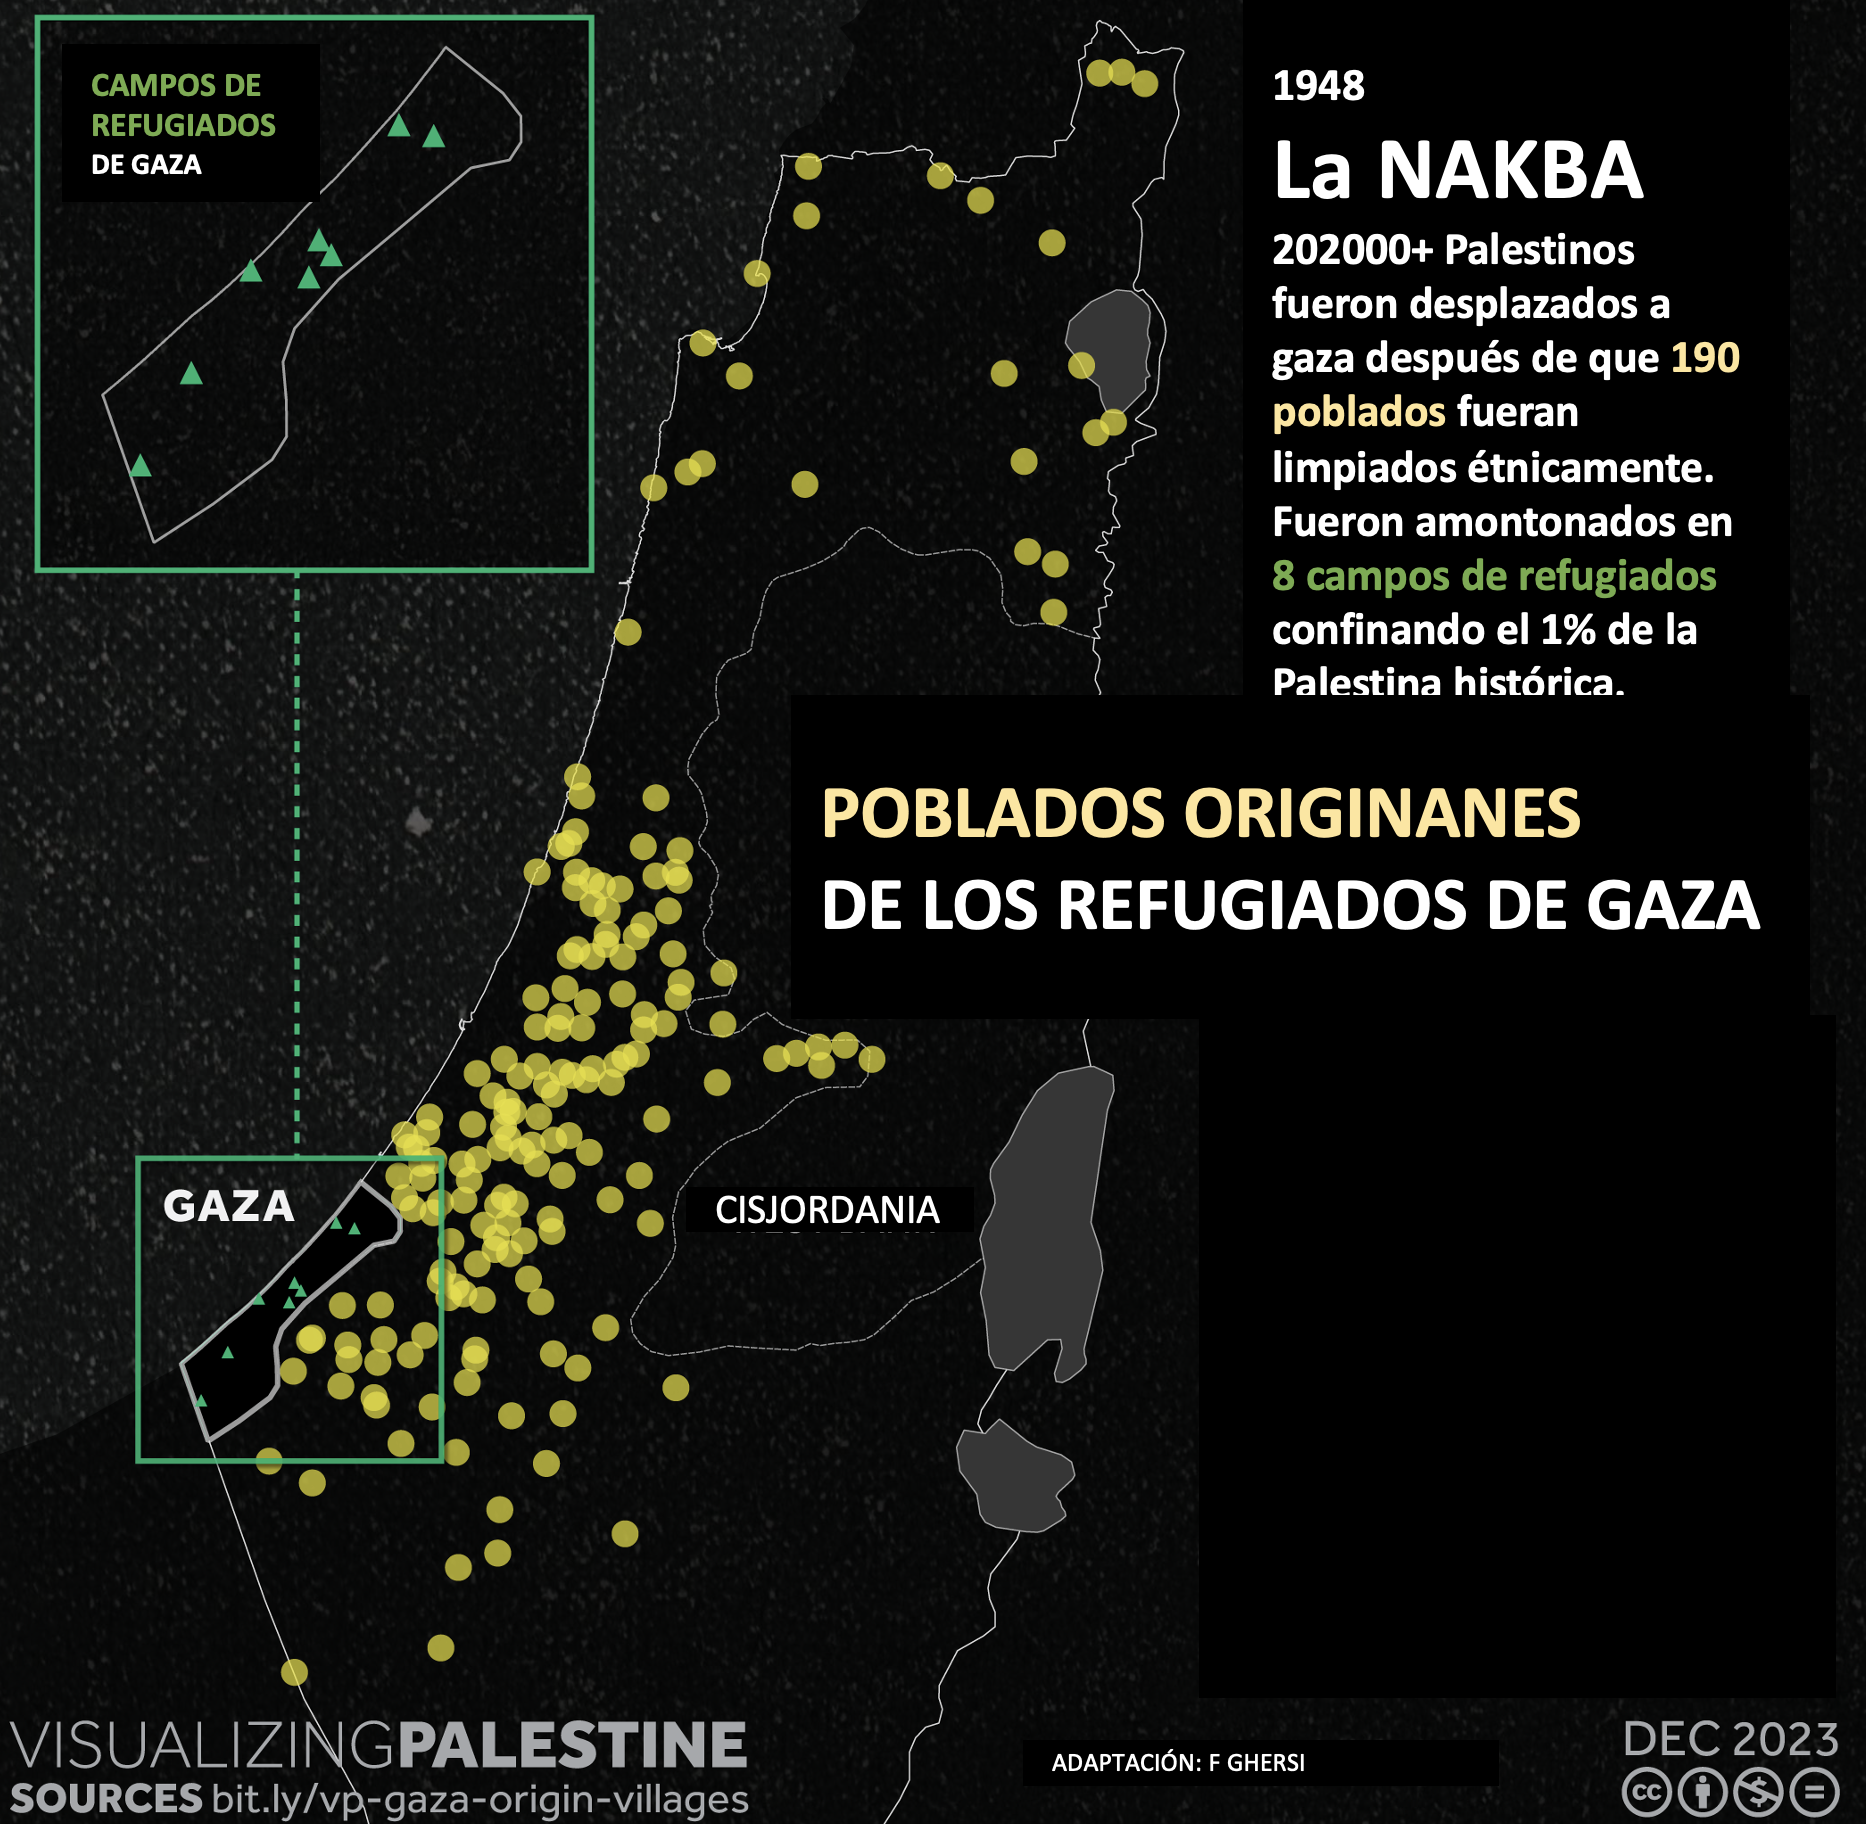 CAMPOS DE
REFUGIADOS
DE GAZA
1948
La NAKBA
202000+ Palestinos
fueron desplazados a
gaza después de que 190
poblados fueran
limpiados étnicamente.
Fueron amontonados en
8 campos de refugiados
confinando el 1% de la
Palestina histórica.
POBLADOS ORIGINANES
DE LOS REFUGIADOS DE GAZA
GAZA
CISJORDANIA
VISUALIZINGPALESTINE
SOURCES bit.ly/vp-gaza-origin-villages
ADAPTACIÓN: F GHERSI
DEC 2023